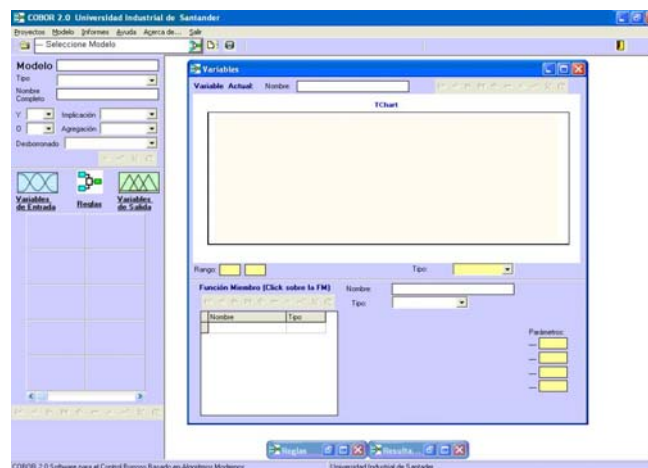 COBOR 2.0 Universidad Industrial de Santander
Proyectos Modelo Informes Ayuda Agerca de... Salir
--- Seleccione Modelo
Modelo
Tipo
Nombre
Completo
Y Implicación
O Agregación
Desborronado
Variables
de Entrada
Reglas
Variables
de Salida
Variables
Variable Actual: Nombre:
TChart
Rango: Tipo:
Función Miembro (Click sobre la FM)
Nombre Tipo
Nombre:
Tipo:
Parámetros:
Reglas
Resulta...
COBOR 2.0 Software para el Control Borroso Basado en Algoritmos Modernos
Universidad Industrial de Santader